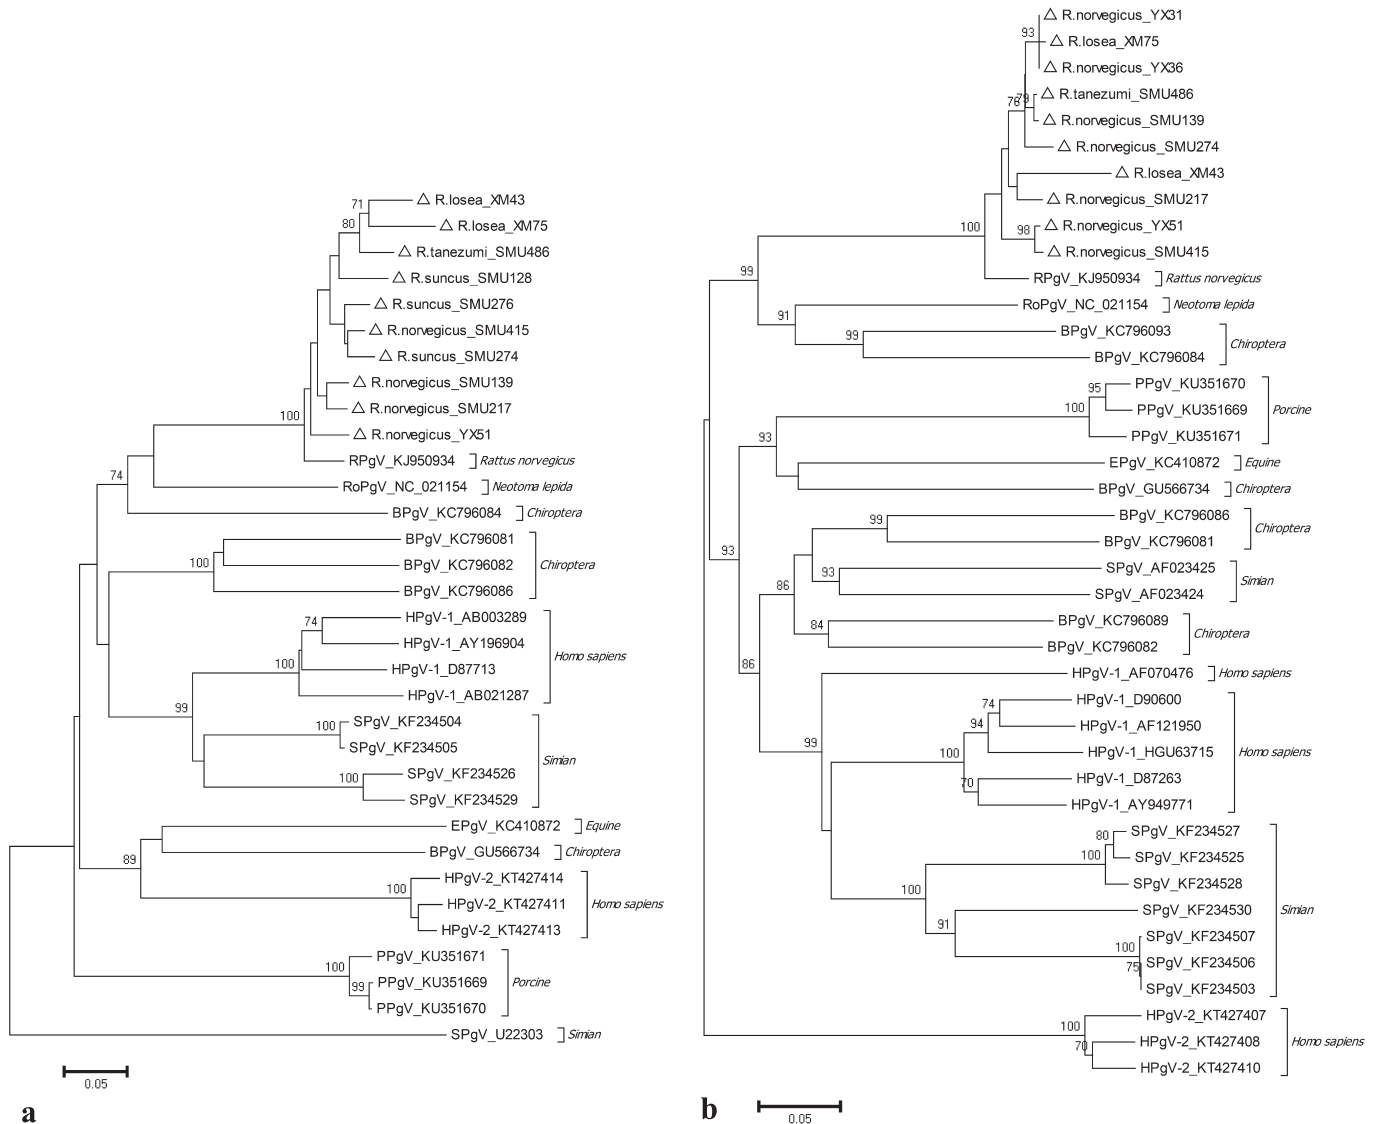 R.losea_XM43
71
R.losea_XM75
80
R.tanezumi_SMU486
R.suncus_SMU128
R.suncus_SMU276
R.norvegicus_SMU415
R.suncus_SMU274
R.norvegicus_SMU139
R.norvegicus_SMU217
100
R.norvegicus_YX51
RPgV_KJ950934 Rattus norvegicus
74
RoPgV_NC_021154 Neotoma lepida
BPgV_KC796084 Chiroptera
BPgV_KC796081
100
BPgV_KC796082 Chiroptera
BPgV_KC796086
HPgV-1_AB003289
74
HPgV-1_AY196904
Homo sapiens
100
HPgV-1_D87713
HPgV-1_AB021287
99
SPgV_KF234504
100
SPgV_KF234505
Simian
SPgV_KF234526
100
SPgV_KF234529
EPgV_KC410872 Equine
BPgV_GU566734 Chiroptera
89
HPgV-2_KT427414
100
HPgV-2_KT427411 Homo sapiens
HPgV-2_KT427413
PPgV_KU351671
100
PPgV_KU351669 Porcine
99
PPgV_KU351670
SPgV_U22303 Simian
0.05
a
R.norvegicus_YX31
93
R.losea_XM75
R.norvegicus_YX36
R.tanezumi_SMU486
79
76
R.norvegicus_SMU139
R.norvegicus_SMU274
R.losea_XM43
R.norvegicus_SMU217
100
R.norvegicus_YX51
98
R.norvegicus_SMU415
99
RPgV_KJ950934 Rattus norvegicus
RoPgV_NC_021154 Neotoma lepida
91
BPgV_KC796093
99
Chiroptera
BPgV_KC796084
PPgV_KU351670
95
100
PPgV_KU351669 Porcine
PPgV_KU351671
93
EPgV_KC410872 Equine
BPgV_GU566734 Chiroptera
BPgV_KC796086
99
Chiroptera
BPgV_KC796081
93
SPgV_AF023425
93
Simian
86
SPgV_AF023424
BPgV_KC796089
84
Chiroptera
BPgV_KC796082
86
HPgV-1_AF070476 Homo sapiens
HPgV-1_D90600
74
94
HPgV-1_AF121950
99
100
HPgV-1_HGU63715 Homo sapiens
HPgV-1_D87263
70
HPgV-1_AY949771
SPgV_KF234527
80
100
SPgV_KF234525
SPgV_KF234528
100
SPgV_KF234530 Simian
91
SPgV_KF234507
100
SPgV_KF234506
75
SPgV_KF234503
HPgV-2_KT427407
100
HPgV-2_KT427408 Homo sapiens
70
HPgV-2_KT427410
0.05
b